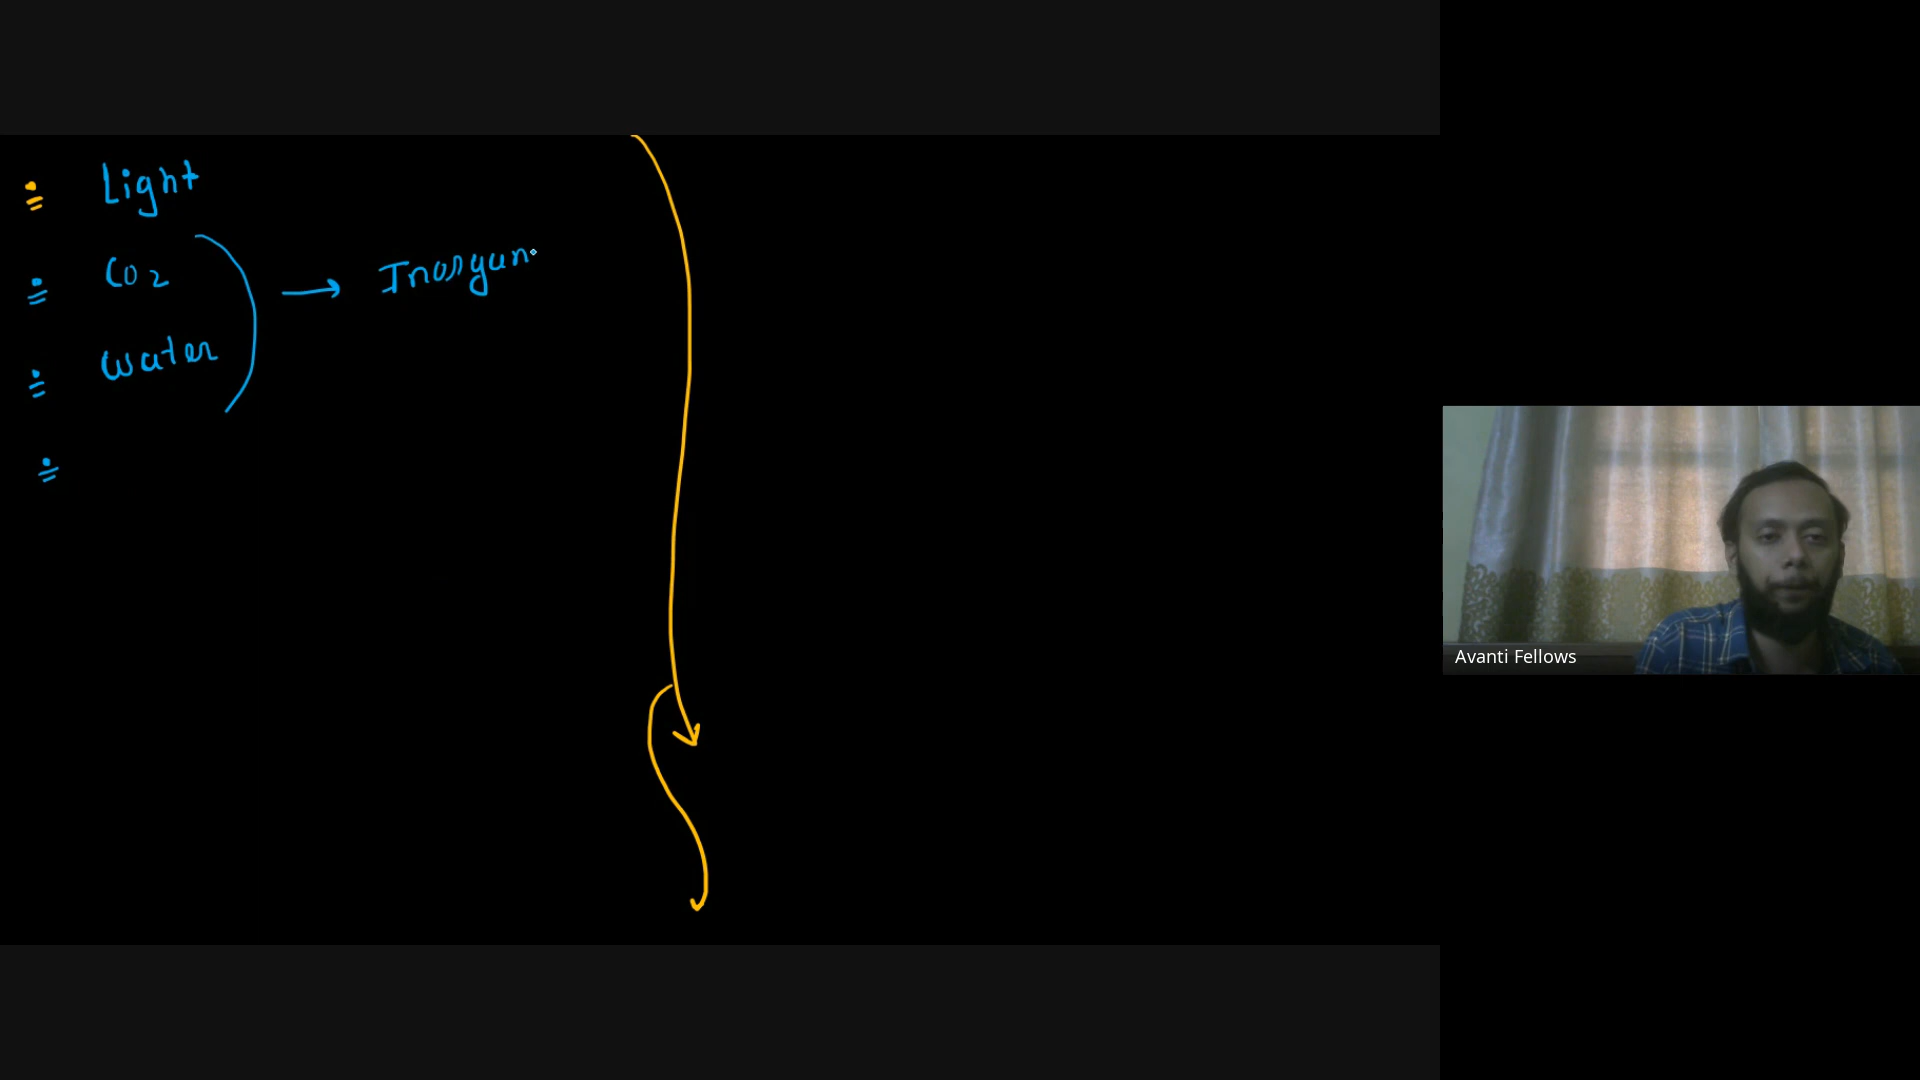 Light
CO2
water
→ Inorgan
Avanti Fellows